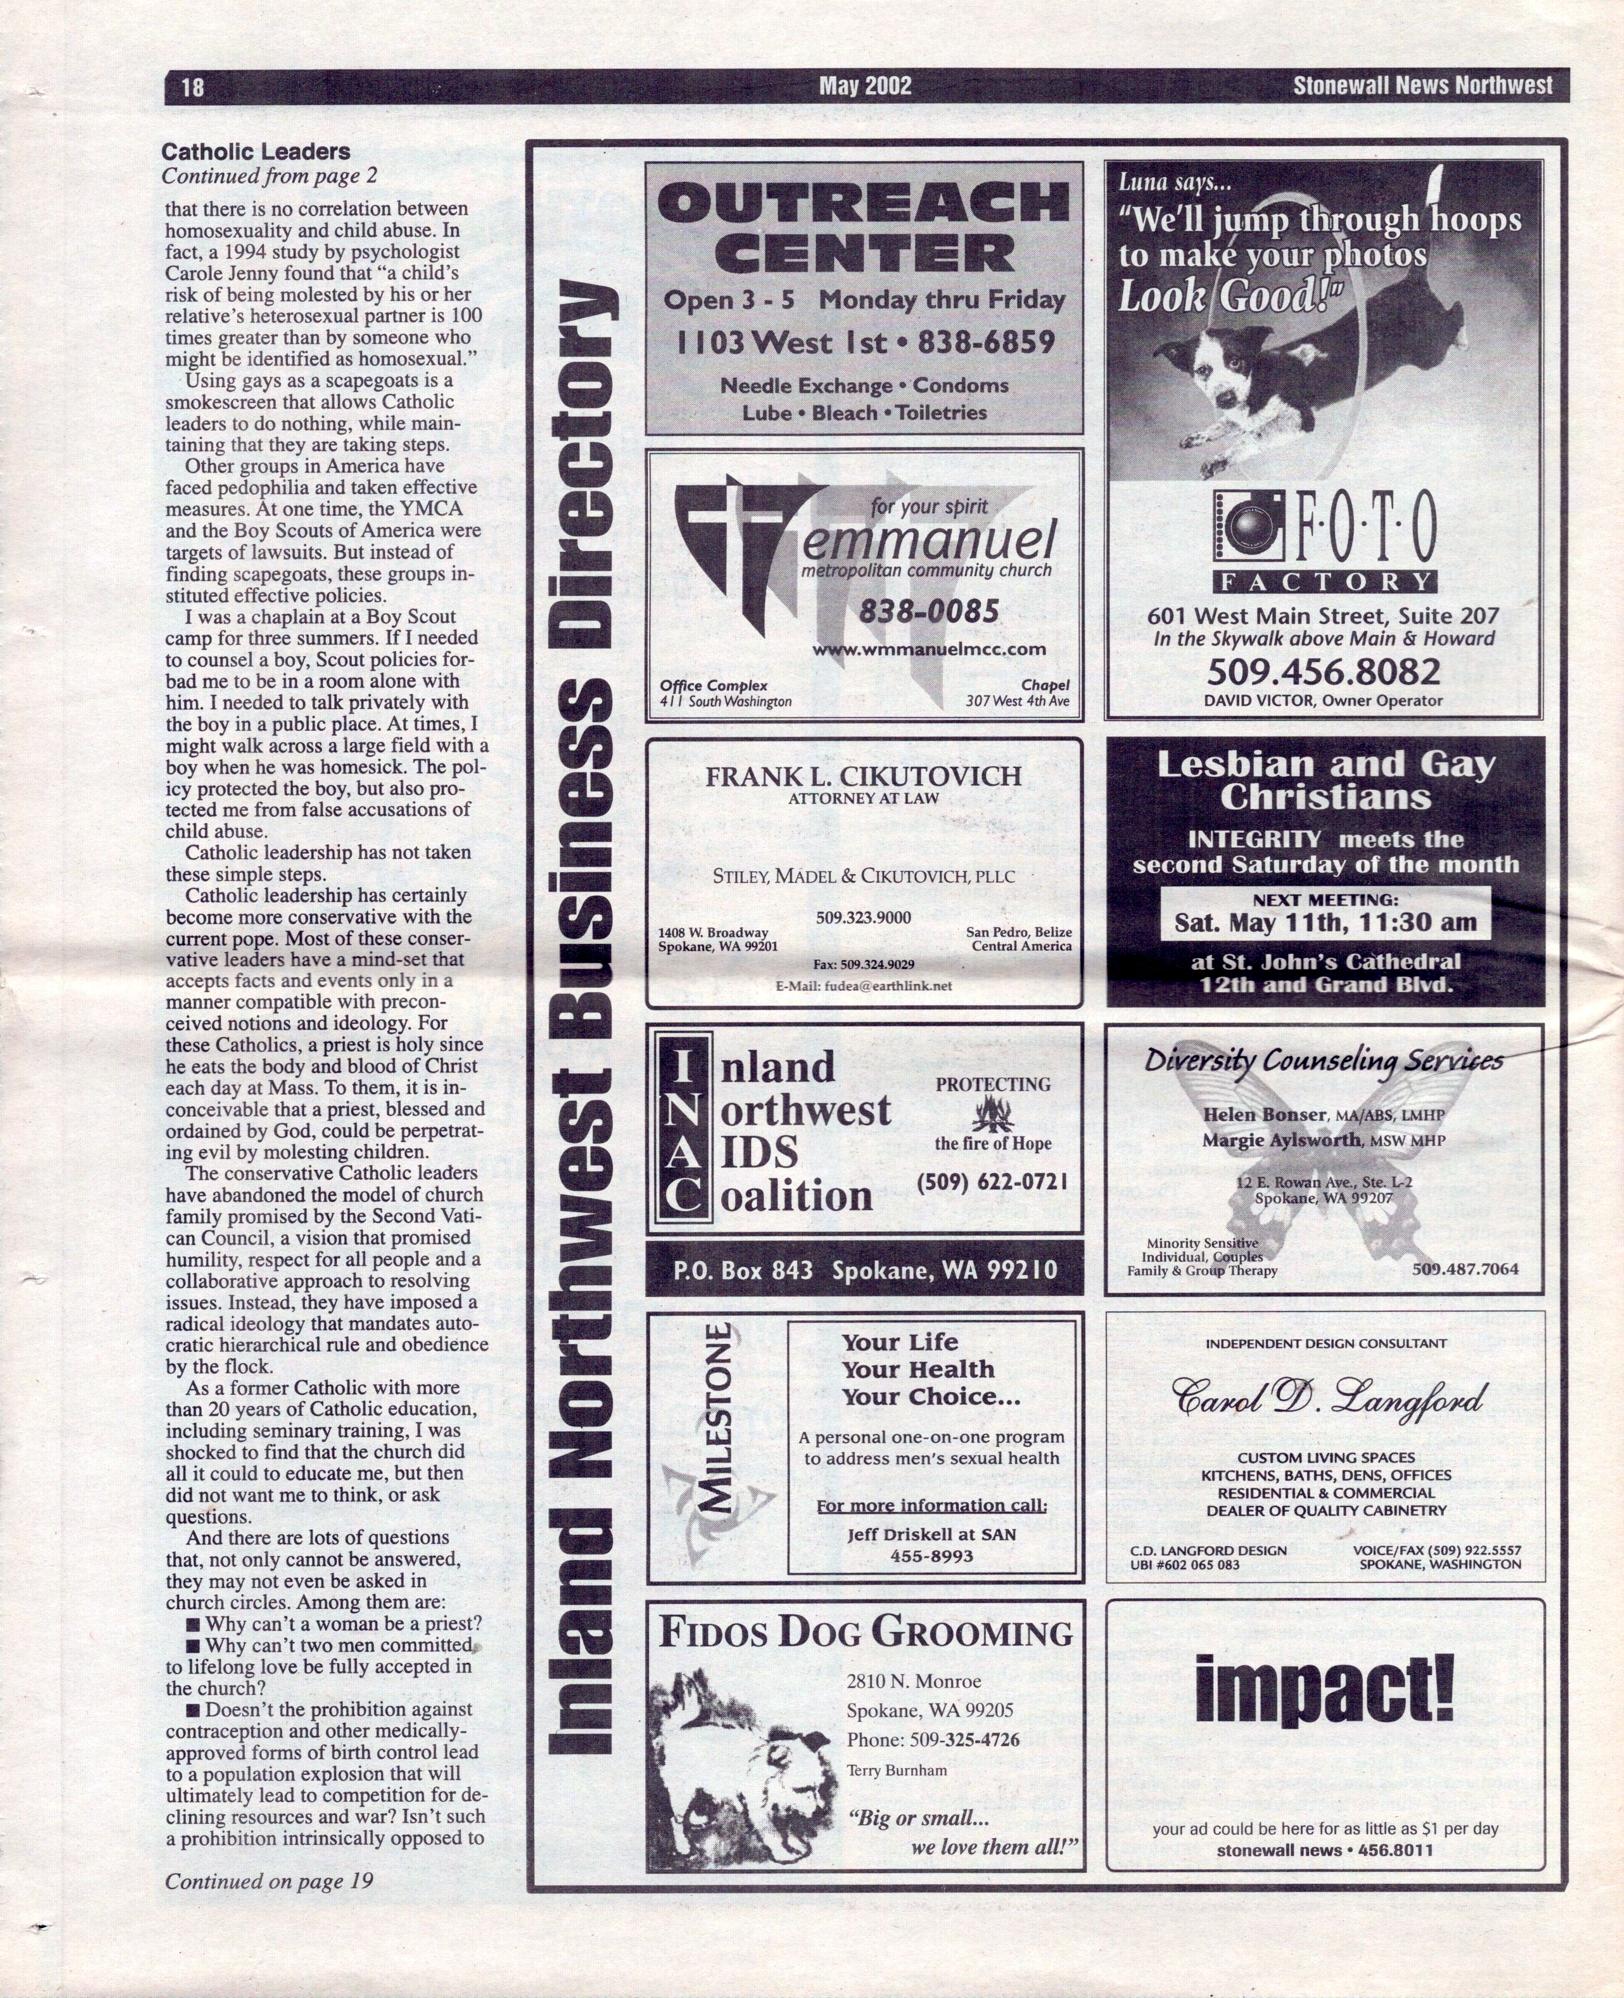 18
May 2002
Stonewall News Northwest
Catholic Leaders
Continued from page 2
that there is no correlation between
homosexuality and child abuse. In
fact, a 1994 study by psychologist
Carole Jenny found that “a child’s
risk of being molested by his or her
relative’s heterosexual partner is 100
times greater than by someone who
might be identified as homosexual.”
Using gays as a scapegoats is a
smokescreen that allows Catholic
leaders to do nothing, while main-
taining that they are taking steps.
Other groups in America have
faced pedophilia and taken effective
measures. At one time, the YMCA
and the Boy Scouts of America were
targets of lawsuits. But instead of
finding scapegoats, these groups in-
stituted effective policies.
I was a chaplain at a Boy Scout
camp for three summers. If I needed
to counsel a boy, Scout policies for-
bad me to be in a room alone with
him. I needed to talk privately with
the boy in a public place. At times, I
might walk across a large field with a
boy when he was homesick. The pol-
icy protected the boy, but also pro-
tected me from false accusations of
child abuse.
Catholic leadership has not taken
these simple steps.
Catholic leadership has certainly
become more conservative with the
current pope. Most of these conser-
vative leaders have a mind-set that
accepts facts and events only in a
manner compatible with precon-
ceived notions and ideology. For
these Catholics, a priest is holy since
he eats the body and blood of Christ
each day at Mass. To them, it is in-
conceivable that a priest, blessed and
ordained by God, could be perpetrat-
ing evil by molesting children.
The conservative Catholic leaders
have abandoned the model of church
family promised by the Second Vati-
can Council, a vision that promised
humility, respect for all people and a
collaborative approach to resolving
issues. Instead, they have imposed a
radical ideology that mandates auto-
cratic hierarchical rule and obedience
by the flock.
As a former Catholic with more
than 20 years of Catholic education,
including seminary training, I was
shocked to find that the church did
all it could to educate me, but then
did not want me to think, or ask
questions.
And there are lots of questions
that, not only cannot be answered,
they may not even be asked in
church circles. Among them are:
■ Why can’t a woman be a priest?
■ Why can’t two men committed
to lifelong love be fully accepted in
the church?
■ Doesn’t the prohibition against
contraception and other medically-
approved forms of birth control lead
to a population explosion that will
ultimately lead to competition for de-
clining resources and war? Isn’t such
a prohibition intrinsically opposed to
Continued on page 19
Inland Northwest Business Directory
OUTREACH
CENTER
Open 3 - 5 Monday thru Friday
1103 West 1st • 838-6859
Needle Exchange • Condoms
Lube • Bleach • Toiletries
for your spirit
emmanuel
metropolitan community church
838-0085
www.wmmanuelmcc.com
Office Complex
411 South Washington
Chapel
307 West 4th Ave
FRANK L. CIKUTOVICH
ATTORNEY AT LAW
STILEY, MADEL & CIKUTOVICH, PLLC
509.323.9000
1408 W. Broadway
Spokane, WA 99201
San Pedro, Belize
Central America
Fax: 509.324.9029
E-Mail: fudea@earthlink.net
Inland
Northwest
AIDS
Coalition
PROTECTING
the fire of Hope
(509) 622-0721
P.O. Box 843 Spokane, WA 99210
MILESTONE
Your Life
Your Health
Your Choice...
A personal one-on-one program
to address men’s sexual health
For more information call:
Jeff Driskell at SAN
455-8993
FIDOS DOG GROOMING
2810 N. Monroe
Spokane, WA 99205
Phone: 509-325-4726
Terry Burnham
“Big or small...
we love them all!”
Luna says...
“We’ll jump through hoops
to make your photos
Look Good!”
F·O·T·O
FACTORY
601 West Main Street, Suite 207
In the Skywalk above Main & Howard
509.456.8082
DAVID VICTOR, Owner Operator
Lesbian and Gay
Christians
INTEGRITY meets the
second Saturday of the month
NEXT MEETING:
Sat. May 11th, 11:30 am
at St. John’s Cathedral
12th and Grand Blvd.
Diversity Counseling Services
Helen Bonser, MA/ABS, LMHP
Margie Aylsworth, MSW MHP
12 E. Rowan Ave., Ste. L-2
Spokane, WA 99207
Minority Sensitive
Individual, Couples
Family & Group Therapy
509.487.7064
INDEPENDENT DESIGN CONSULTANT
Carol D. Langford
CUSTOM LIVING SPACES
KITCHENS, BATHS, DENS, OFFICES
RESIDENTIAL & COMMERCIAL
DEALER OF QUALITY CABINETRY
C.D. LANGFORD DESIGN
UBI #602 065 083
VOICE/FAX (509) 922.5557
SPOKANE, WASHINGTON
impact!
your ad could be here for as little as $1 per day
stonewall news • 456.8011